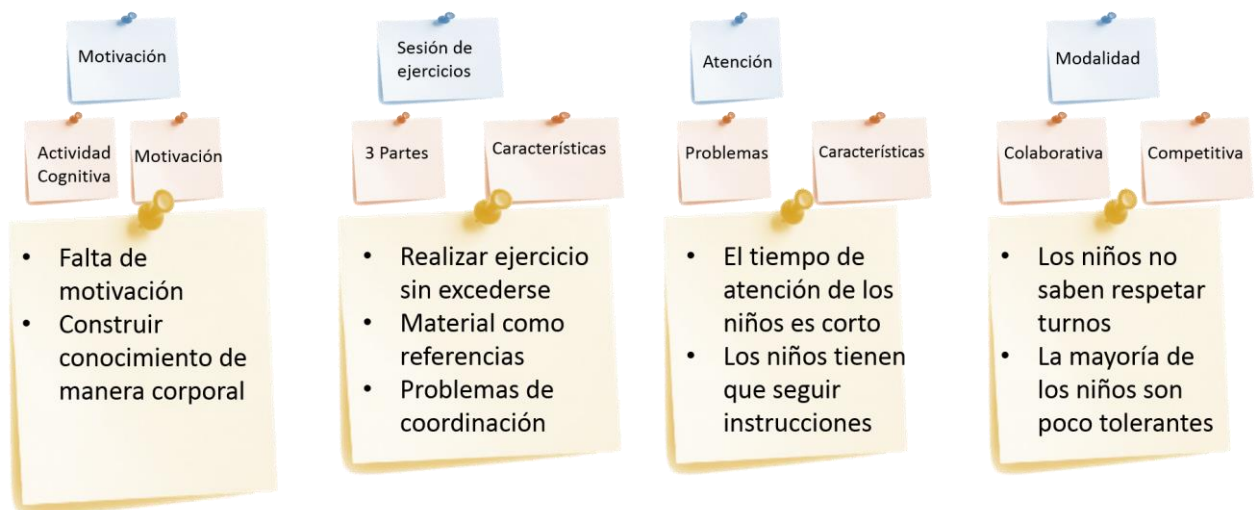 Motivación
Actividad
Cognitiva
Motivación
• Falta de
motivación
• Construir
conocimiento de
manera corporal
Sesión de
ejercicios
3 Partes
Características
• Realizar ejercicio
sin excederse
• Material como
referencias
• Problemas de
coordinación
Atención
Problemas
Características
• El tiempo de
atención de los
niños es corto
• Los niños tienen
que seguir
instrucciones
Modalidad
Colaborativa
Competitiva
• Los niños no
saben respetar
turnos
• La mayoría de
los niños son
poco tolerantes